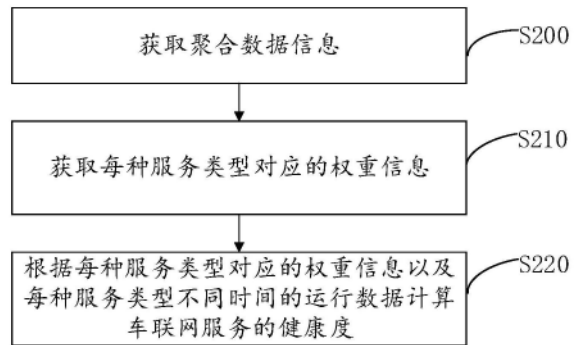 获取聚合数据信息
S200
获取每种服务类型对应的权重信息
S210
根据每种服务类型对应的权重信息以及
每种服务类型不同时间的运行数据计算
车联网服务的健康度
S220